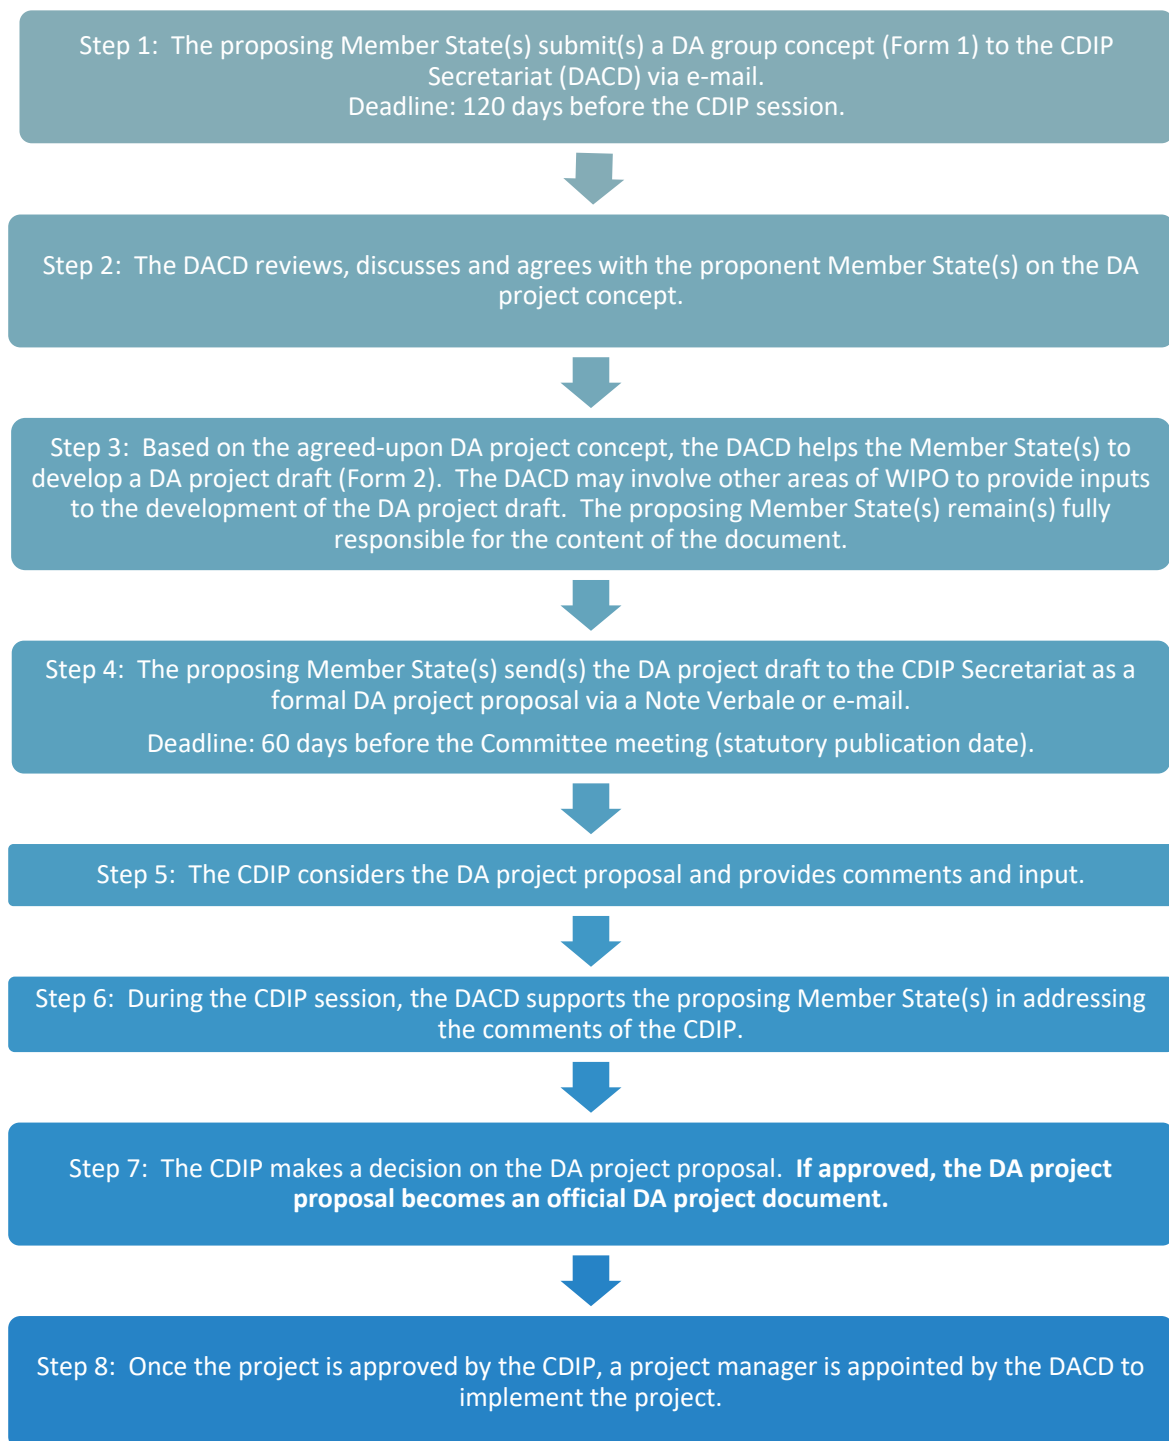 Step 1:  The proposing Member State(s) submit(s) a DA group concept (Form 1) to the CDIP
Secretariat (DACD) via e-mail.
Deadline: 120 days before the CDIP session.
Step 2:  The DACD reviews, discusses and agrees with the proponent Member State(s) on the DA
project concept.
Step 3:  Based on the agreed-upon DA project concept, the DACD helps the Member State(s) to
develop a DA project draft (Form 2).  The DACD may involve other areas of WIPO to provide inputs
to the development of the DA project draft.  The proposing Member State(s) remain(s) fully
responsible for the content of the document.
Step 4:  The proposing Member State(s) send(s) the DA project draft to the CDIP Secretariat as a
formal DA project proposal via a Note Verbale or e-mail.
Deadline: 60 days before the Committee meeting (statutory publication date).
Step 5:  The CDIP considers the DA project proposal and provides comments and input.
Step 6:  During the CDIP session, the DACD supports the proposing Member State(s) in addressing
the comments of the CDIP.
Step 7:  The CDIP makes a decision on the DA project proposal.  If approved, the DA project
proposal becomes an official DA project document.
Step 8:  Once the project is approved by the CDIP, a project manager is appointed by the DACD to
implement the project.